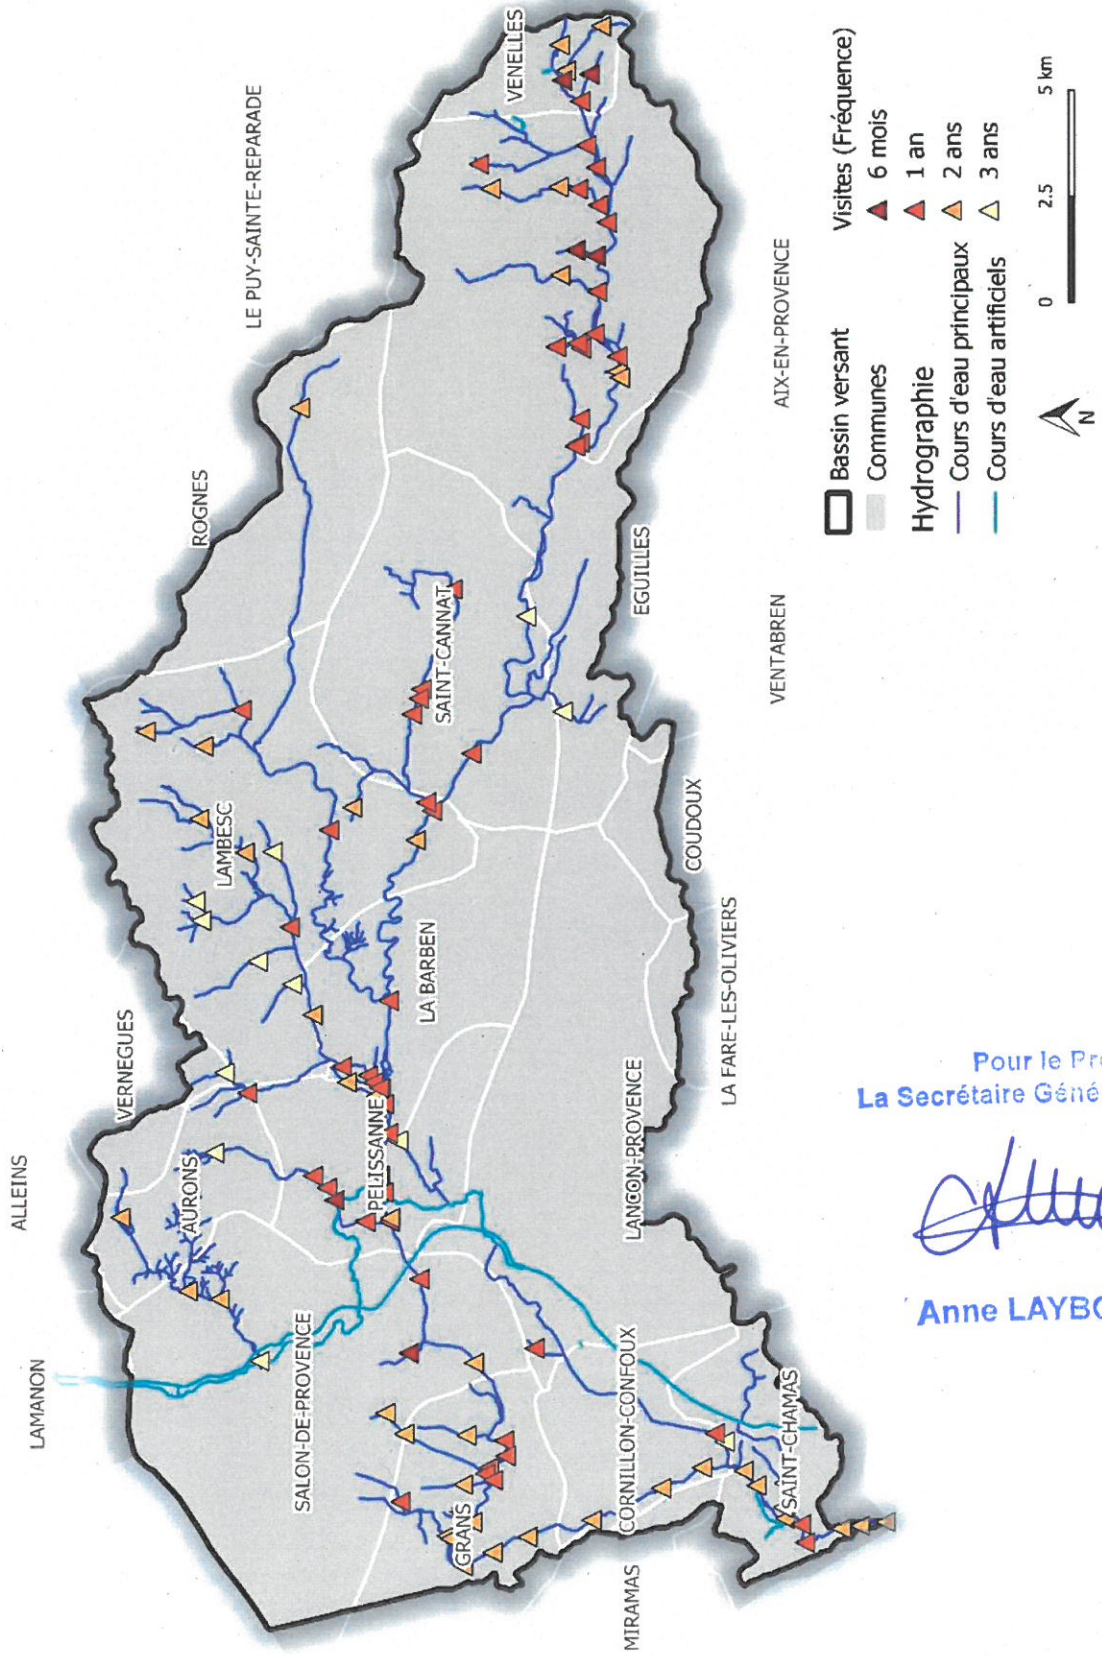 LAMANON
ALLEINS
VERNEGUES
ROGNES
LE PUY-SAINTE-REPARADE
AURONS
LAMBESC
VENELLES
SALON-DE-PROVENCE
PELISSANNE
LA BARBEN
SAINT-CANNAT
GRANS
CORNILLON-CONFOUX
LANCON-PROVENCE
EGUILLES
MIRAMAS
SAINT-CHAMAS
LA FARE-LES-OLIVIERS
COUDOUX
VENTABREN
AIX-EN-PROVENCE
Bassin versant
Communes
Hydrographie
Cours d'eau principaux
Cours d'eau artificiels
Visites (Fréquence)
6 mois
1 an
2 ans
3 ans
N
0 2.5 5 km
Pour le Pr
La Secrétaire Géné
Anne LAYBO